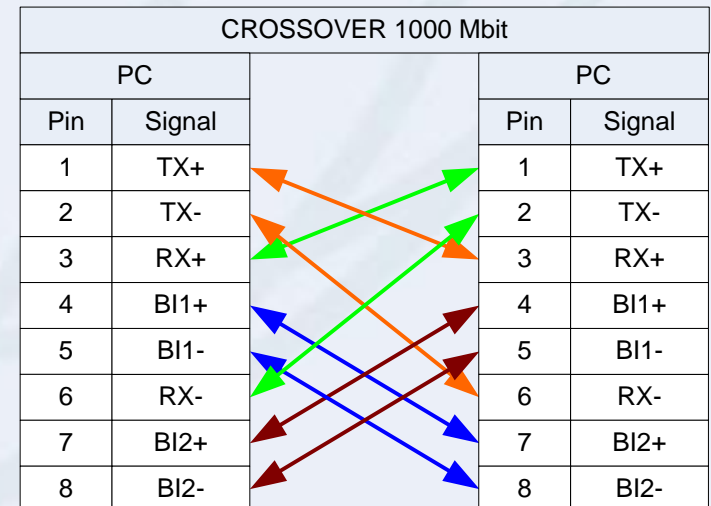 CROSSOVER 1000 Mbit
PC PC
Pin Signal Pin Signal
1 TX+ 1 TX+
2 TX- 2 TX-
3 RX+ 3 RX+
4 BI1+ 4 BI1+
5 BI1- 5 BI1-
6 RX- 6 RX-
7 BI2+ 7 BI2+
8 BI2- 8 BI2-